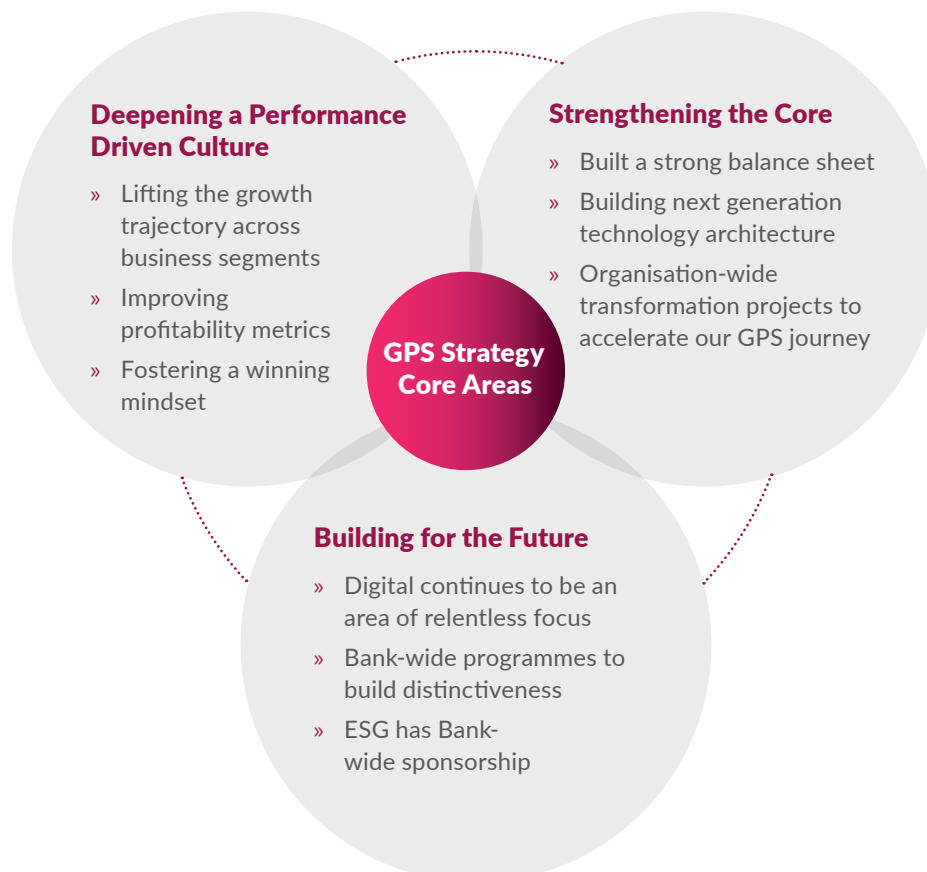 Deepening a Performance
Driven Culture
» Lifting the growth
trajectory across
business segments
» Improving
profitability metrics
» Fostering a winning
mindset
Strengthening the Core
» Built a strong balance sheet
» Building next generation
technology architecture
» Organisation-wide
transformation projects to
accelerate our GPS journey
GPS Strategy
Core Areas
Building for the Future
» Digital continues to be an
area of relentless focus
» Bank-wide programmes to
build distinctiveness
» ESG has Bank-
wide sponsorship